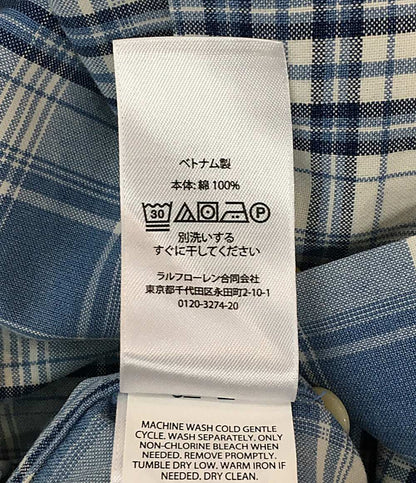 ベトナム製
本体: 綿 100%
30 P
別洗いする
すぐに干してください
ラルフローレン合同会社
東京都千代田区永田町2-10-1
0120-3274-20
MACHINE WASH COLD GENTLE
CYCLE. WASH SEPARATELY. ONLY
NON-CHLORINE BLEACH WHEN
NEEDED. REMOVE PROMPTLY.
TUMBLE DRY LOW. WARM IRON IF
NEEDED, DRY CLEAN.